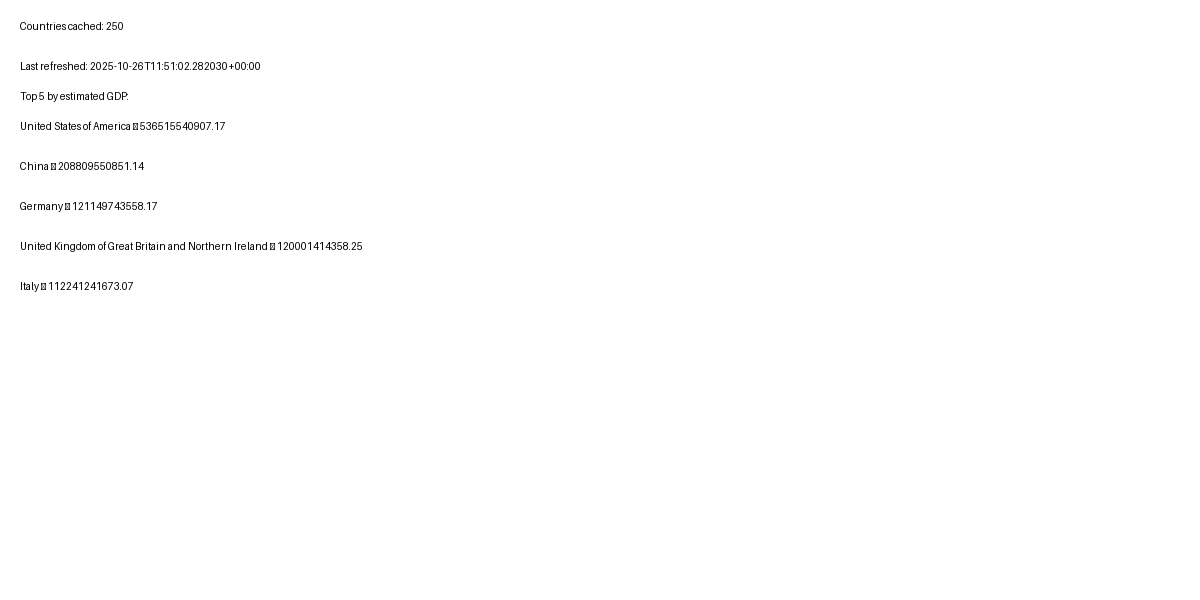 Countries cached: 250
Last refreshed: 2025-10-26T11:51:02.282030+00:00
Top 5 by estimated GDP:
United States of America 536515540907.17
China 208809550851.14
Germany 121149743558.17
United Kingdom of Great Britain and Northern Ireland 120001414358.25
Italy 112241241673.07